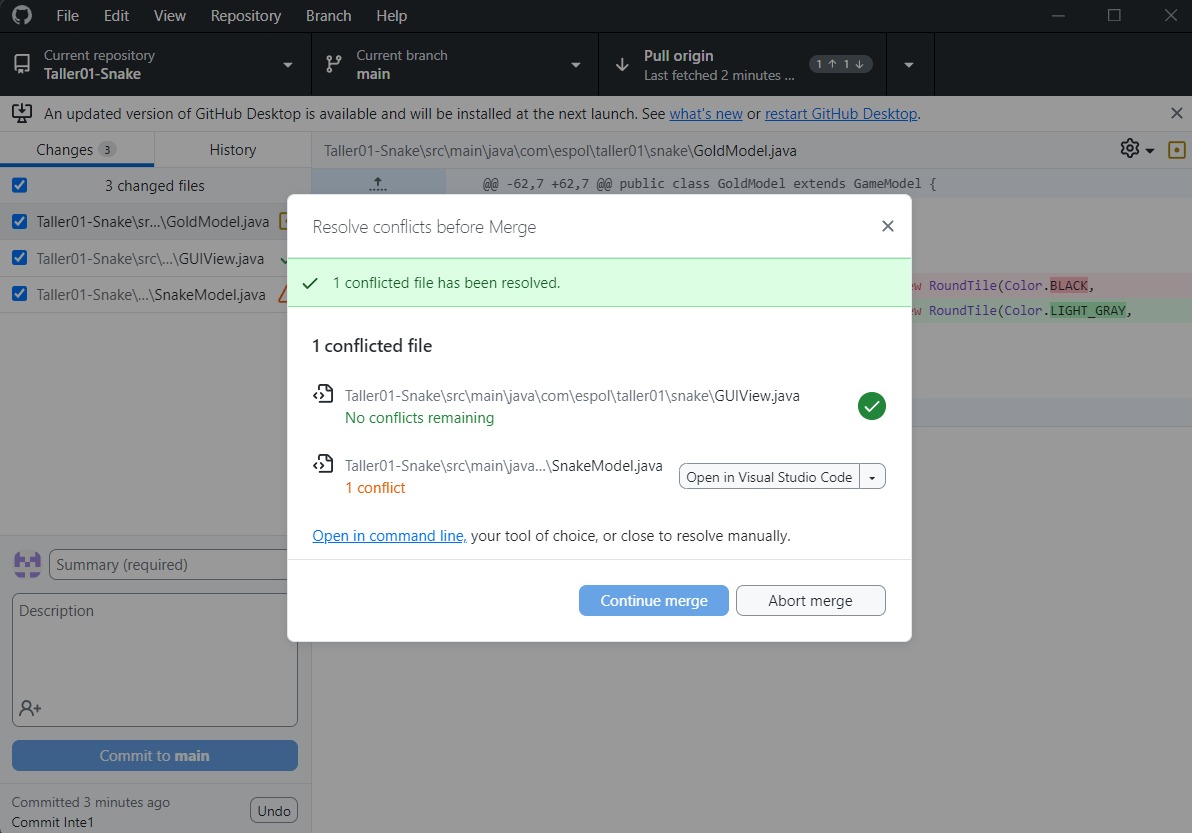 File Edit View Repository Branch Help
Current repository
Taller01-Snake
Current branch
main
Pull origin
Last fetched 2 minutes ...
1 ↑ 1 ↓
An updated version of GitHub Desktop is available and will be installed at the next launch. See what's new or restart GitHub Desktop.
Changes 3
History
Taller01-Snake\src\main\java\com\espol\taller01\snake\GoldModel.java
3 changed files
@@ -62,7 +62,7 @@ public class GoldModel extends GameModel {
Taller01-Snake\sr...\GoldModel.java
Taller01-Snake\src\...\GUIView.java
Taller01-Snake\...\SnakeModel.java
RoundTile(Color.BLACK,
RoundTile(Color.LIGHT_GRAY,
Resolve conflicts before Merge
1 conflicted file has been resolved.
1 conflicted file
Taller01-Snake\src\main\java\com\espol\taller01\snake\GUIView.java
No conflicts remaining
Taller01-Snake\src\main\java...\SnakeModel.java
1 conflict
Open in Visual Studio Code
Open in command line, your tool of choice, or close to resolve manually.
Continue merge
Abort merge
Summary (required)
Description
Commit to main
Committed 3 minutes ago
Commit Inte1
Undo